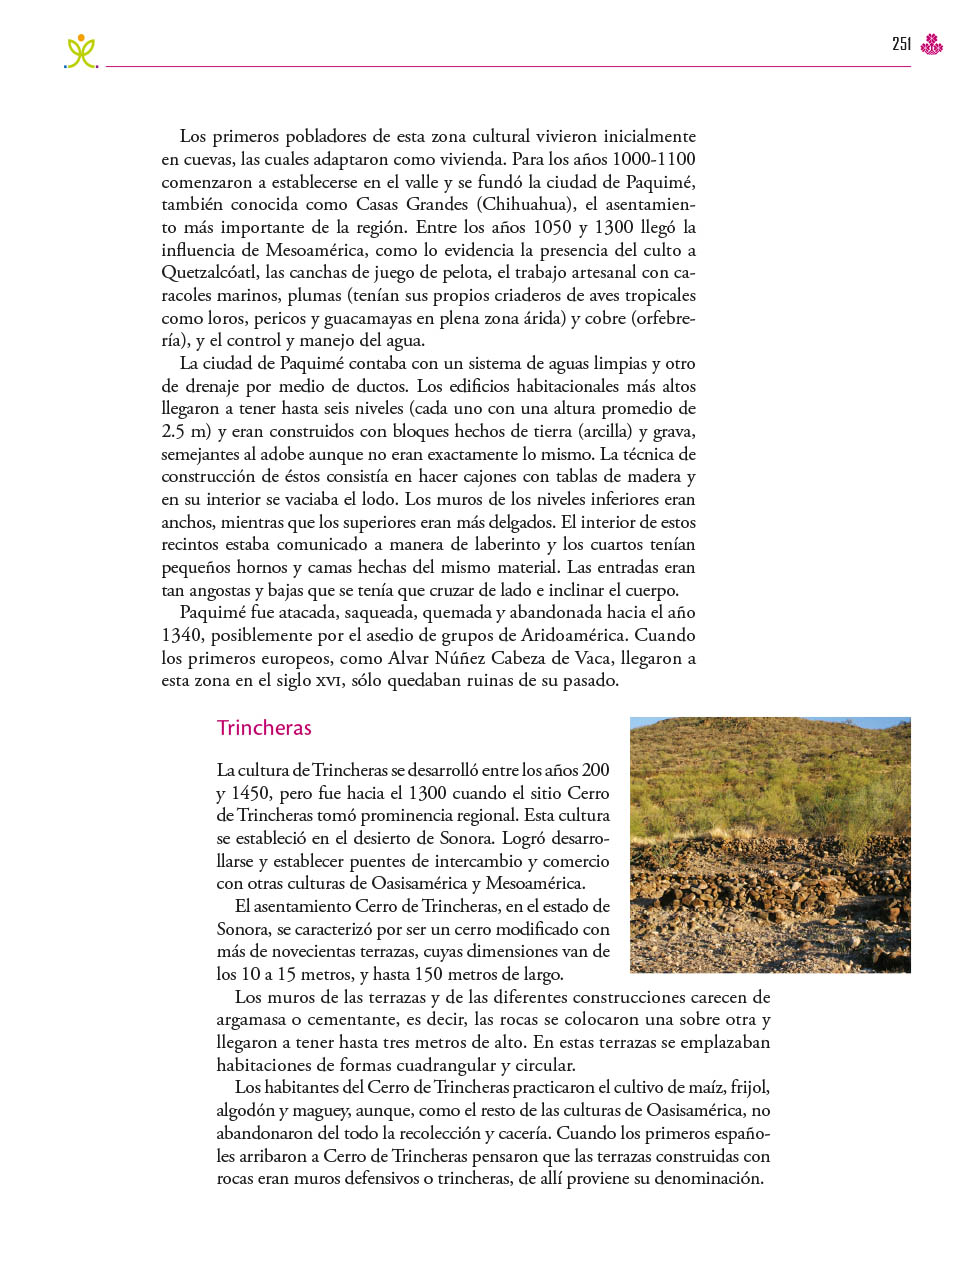 251
Los primeros pobladores de esta zona cultural vivieron inicialmente
en cuevas, las cuales adaptaron como vivienda. Para los años 1000-1100
comenzaron a establecerse en el valle y se fundó la ciudad de Paquimé,
también conocida como Casas Grandes (Chihuahua), el asentamien-
to más importante de la región. Entre los años 1050 y 1300 llegó la
influencia de Mesoamérica, como lo evidencia la presencia del culto a
Quetzalcóatl, las canchas de juego de pelota, el trabajo artesanal con ca-
racoles marinos, plumas (tenían sus propios criaderos de aves tropicales
como loros, pericos y guacamayas en plena zona árida) y cobre (orfebre-
ría), y el control y manejo del agua.
La ciudad de Paquimé contaba con un sistema de aguas limpias y otro
de drenaje por medio de ductos. Los edificios habitacionales más altos
llegaron a tener hasta seis niveles (cada uno con una altura promedio de
2.5 m) y eran construidos con bloques hechos de tierra (arcilla) y grava,
semejantes al adobe aunque no eran exactamente lo mismo. La técnica de
construcción de éstos consistía en hacer cajones con tablas de madera y
en su interior se vaciaba el lodo. Los muros de los niveles inferiores eran
anchos, mientras que los superiores eran más delgados. El interior de estos
recintos estaba comunicado a manera de laberinto y los cuartos tenían
pequeños hornos y camas hechas del mismo material. Las entradas eran
tan angostas y bajas que se tenía que cruzar de lado e inclinar el cuerpo.
Paquimé fue atacada, saqueada, quemada y abandonada hacia el año
1340, posiblemente por el asedio de grupos de Aridoamérica. Cuando
los primeros europeos, como Alvar Núñez Cabeza de Vaca, llegaron a
esta zona en el siglo XVI, sólo quedaban ruinas de su pasado.
Trincheras
La cultura de Trincheras se desarrolló entre los años 200
y 1450, pero fue hacia el 1300 cuando el sitio Cerro
de Trincheras tomó prominencia regional. Esta cultura
se estableció en el desierto de Sonora. Logró desarro-
llarse y establecer puentes de intercambio y comercio
con otras culturas de Oasisamérica y Mesoamérica.
El asentamiento Cerro de Trincheras, en el estado de
Sonora, se caracterizó por ser un cerro modificado con
más de novecientas terrazas, cuyas dimensiones van de
los 10 a 15 metros, y hasta 150 metros de largo.
Los muros de las terrazas y de las diferentes construcciones carecen de
argamasa o cementante, es decir, las rocas se colocaron una sobre otra y
llegaron a tener hasta tres metros de alto. En estas terrazas se emplazaban
habitaciones de formas cuadrangular y circular.
Los habitantes del Cerro de Trincheras practicaron el cultivo de maíz, frijol,
algodón y maguey, aunque, como el resto de las culturas de Oasisamérica, no
abandonaron del todo la recolección y cacería. Cuando los primeros españo-
les arribaron a Cerro de Trincheras pensaron que las terrazas construidas con
rocas eran muros defensivos o trincheras, de allí proviene su denominación.